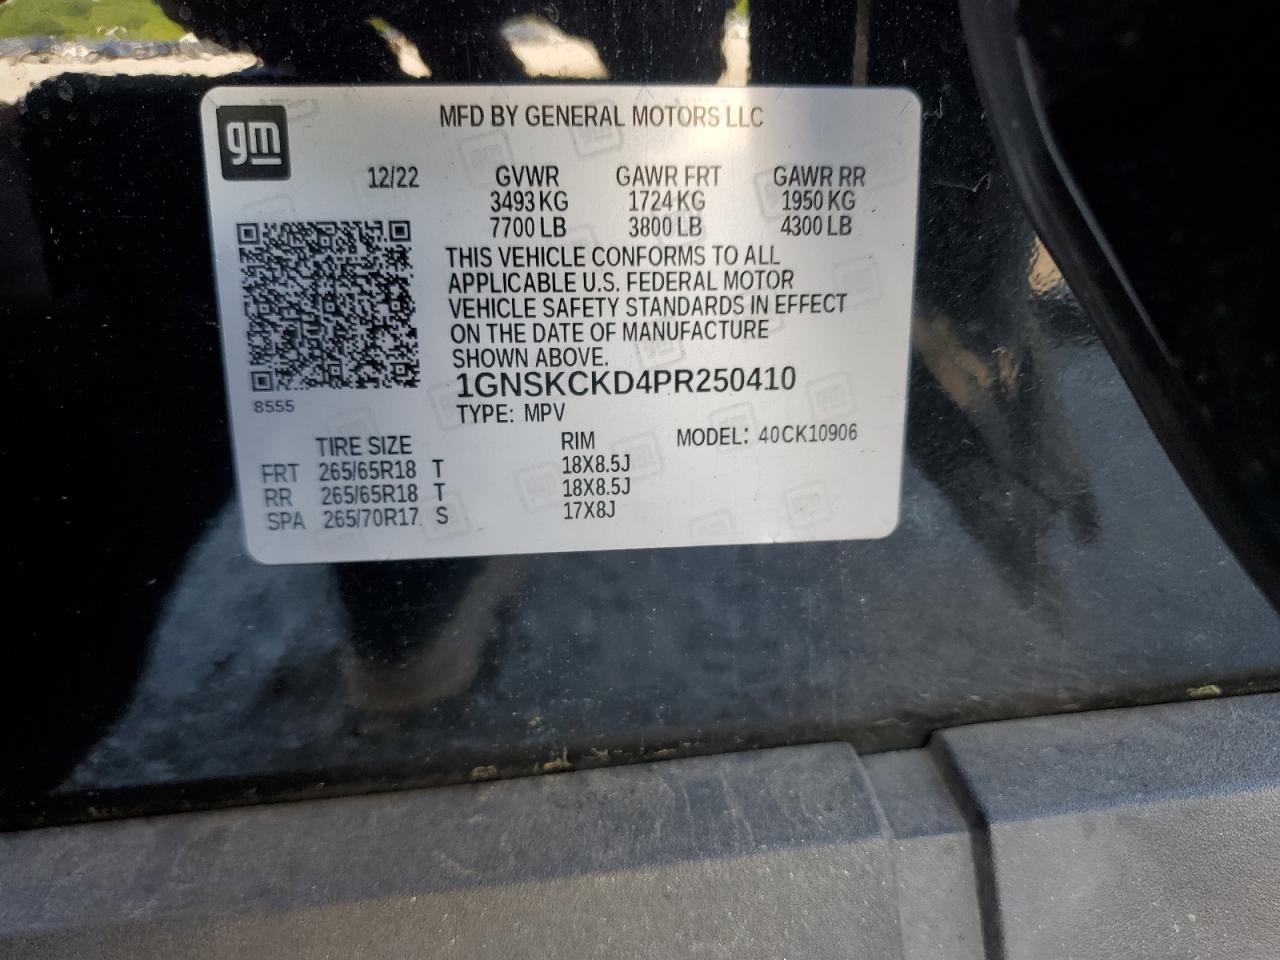 gm
MFD BY GENERAL MOTORS LLC
12/22 GVWR GAWR FRT GAWR RR
3493 KG 1724 KG 1950 KG
7700 LB 3800 LB 4300 LB
THIS VEHICLE CONFORMS TO ALL
APPLICABLE U.S. FEDERAL MOTOR
VEHICLE SAFETY STANDARDS IN EFFECT
ON THE DATE OF MANUFACTURE
SHOWN ABOVE.
1GNSKCKD4PR250410
8555
TYPE: MPV
TIRE SIZE RIM MODEL: 40CK10906
FRT 265/65R18 T 18X8.5J
RR 265/65R18 T 18X8.5J
SPA 265/70R17 S 17X8J